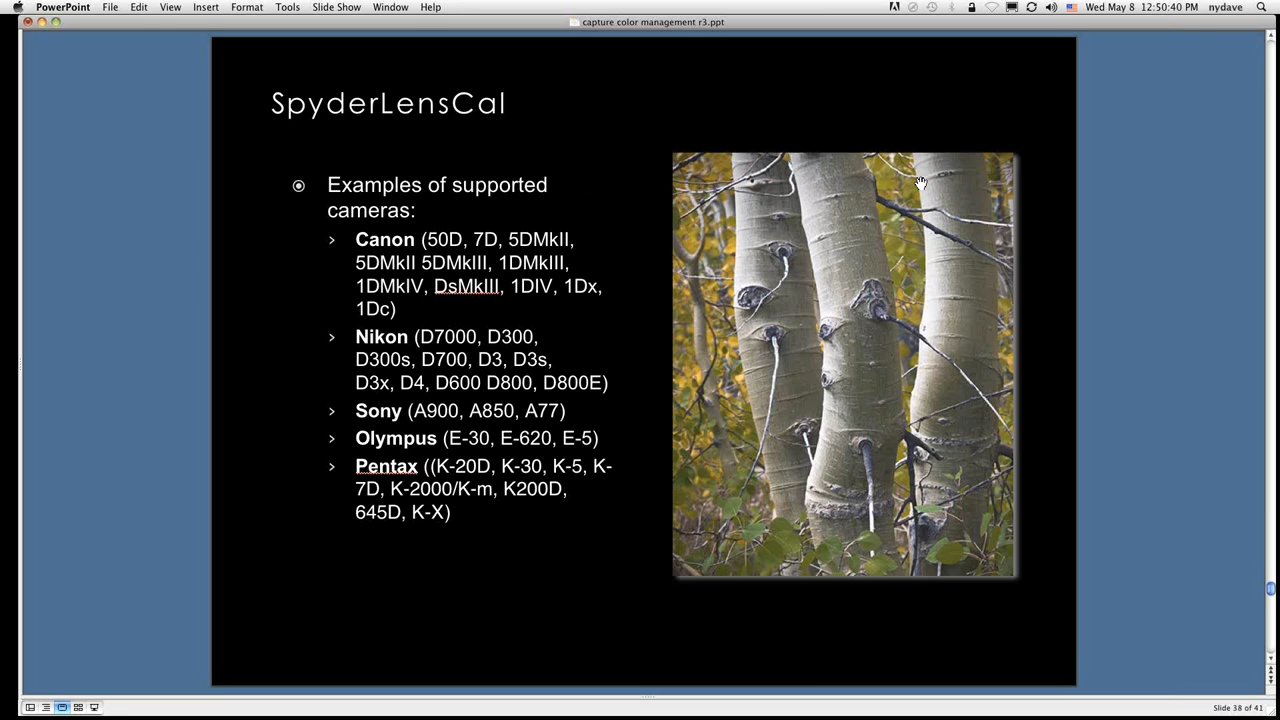 PowerPoint File Edit View Insert Format Tools Slide Show Window Help Wed May 8 12:50:40 PM nydave
capture color management r3.ppt
SpyderLensCal
Examples of supported
cameras:
Canon (50D, 7D, 5DMkII,
5DMkII 5DMkIII, 1DMkIII,
1DMkIV, DsMkIII, 1DIV, 1Dx,
1Dc)
Nikon (D7000, D300,
D300s, D700, D3, D3s,
D3x, D4, D600 D800, D800E)
Sony (A900, A850, A77)
Olympus (E-30, E-620, E-5)
Pentax ((K-20D, K-30, K-5, K-
7D, K-2000/K-m, K200D,
645D, K-X)
Slide 38 of 41